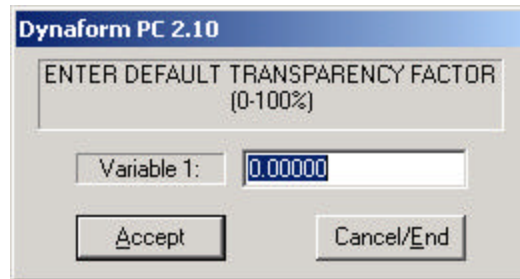 Dynaform PC 2.10
ENTER DEFAULT TRANSPARENCY FACTOR
(0-100%)
Variable 1:
0.00000
Accept
Cancel/End